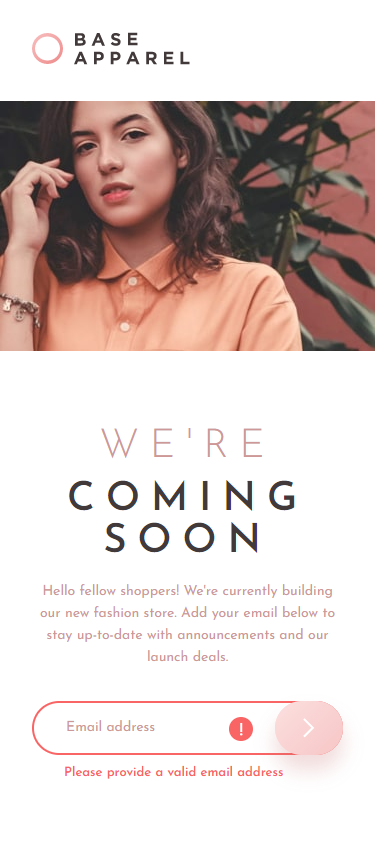 BASE
APPAREL
WE'RE
COMING
SOON
Hello fellow shoppers! We're currently building
our new fashion store. Add your email below to
stay up-to-date with announcements and our
launch deals.
Email address
!
Please provide a valid email address